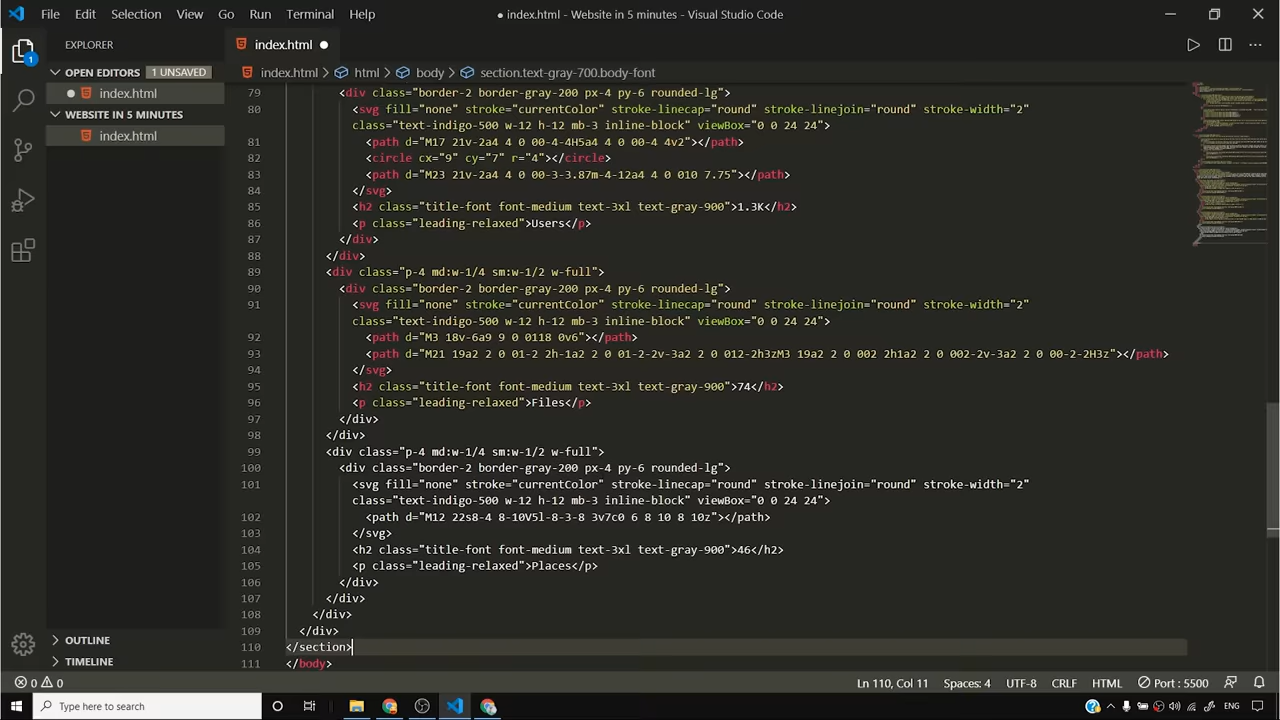 File Edit Selection View Go Run Terminal Help
● index.html - Website in 5 minutes - Visual Studio Code
EXPLORER
index.html ●
OPEN EDITORS 1 UNSAVED
● index.html
WEBSITE IN 5 MINUTES
index.html
OUTLINE
TIMELINE
1
index.html > html > body > section.text-gray-700.body-font
79 <div class="border-2 border-gray-200 px-4 py-6 rounded-lg">
80 <svg fill="none" stroke="currentColor" stroke-linecap="round" stroke-linejoin="round" stroke-width="2"
class="text-indigo-500 w-12 h-12 mb-3 inline-block" viewBox="0 0 24 24">
81 <path d="M17 21v-2a4 4 0 00-4-4H5a4 4 0 00-4 4v2"></path>
82 <circle cx="9" cy="7" r="4"></circle>
83 <path d="M23 21v-2a4 4 0 00-3-3.87m-4-12a4 4 0 010 7.75"></path>
84 </svg>
85 <h2 class="title-font font-medium text-3xl text-gray-900">1.3K</h2>
86 <p class="leading-relaxed">Users</p>
87 </div>
88 </div>
89 <div class="p-4 md:w-1/4 sm:w-1/2 w-full">
90 <div class="border-2 border-gray-200 px-4 py-6 rounded-lg">
91 <svg fill="none" stroke="currentColor" stroke-linecap="round" stroke-linejoin="round" stroke-width="2"
class="text-indigo-500 w-12 h-12 mb-3 inline-block" viewBox="0 0 24 24">
92 <path d="M3 18v-6a9 9 0 0118 0v6"></path>
93 <path d="M21 19a2 2 0 01-2 2h-1a2 2 0 01-2-2v-3a2 2 0 012-2h3zM3 19a2 2 0 002 2h1a2 2 0 002-2v-3a2 2 0 00-2-2H3z"></path>
94 </svg>
95 <h2 class="title-font font-medium text-3xl text-gray-900">74</h2>
96 <p class="leading-relaxed">Files</p>
97 </div>
98 </div>
99 <div class="p-4 md:w-1/4 sm:w-1/2 w-full">
100 <div class="border-2 border-gray-200 px-4 py-6 rounded-lg">
101 <svg fill="none" stroke="currentColor" stroke-linecap="round" stroke-linejoin="round" stroke-width="2"
class="text-indigo-500 w-12 h-12 mb-3 inline-block" viewBox="0 0 24 24">
102 <path d="M12 22s8-4 8-10V5l-8-3-8 3v7c0 6 8 10 8 10z"></path>
103 </svg>
104 <h2 class="title-font font-medium text-3xl text-gray-900">46</h2>
105 <p class="leading-relaxed">Places</p>
106 </div>
107 </div>
108 </div>
109 </div>
110 </section>
111 </body>
0 0 Ln 110, Col 11 Spaces: 4 UTF-8 CRLF HTML Port : 5500
Type here to search ENG